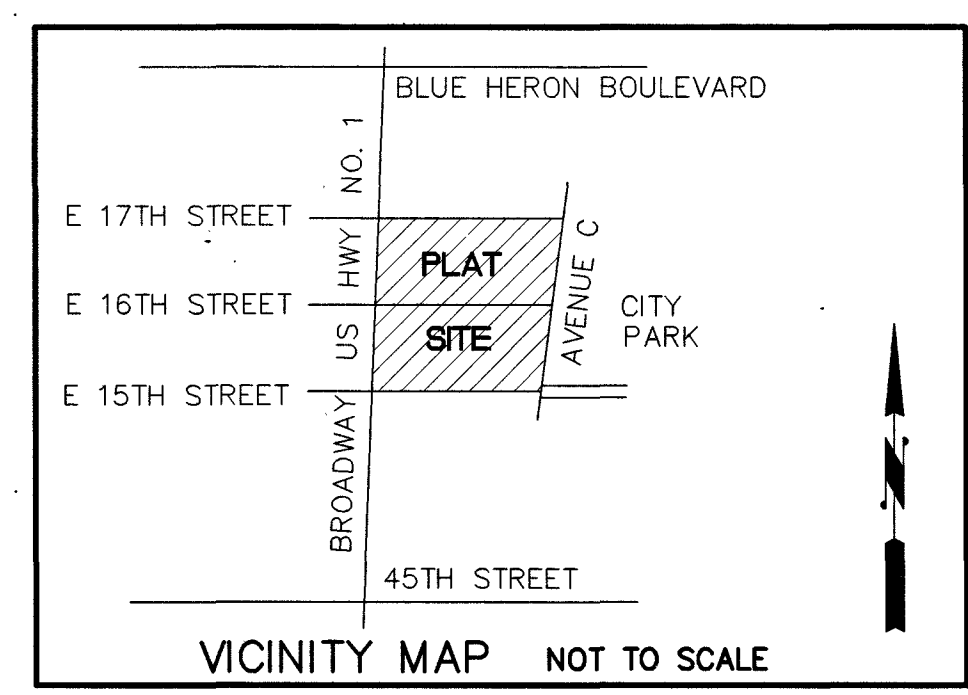 BLUE HERON BOULEVARD
BROADWAY US HWY NO. 1
E 17TH STREET
PLAT
AVENUE C
E 16TH STREET
CITY
PARK
SITE
E 15TH STREET
N
45TH STREET
VICINITY MAP NOT TO SCALE